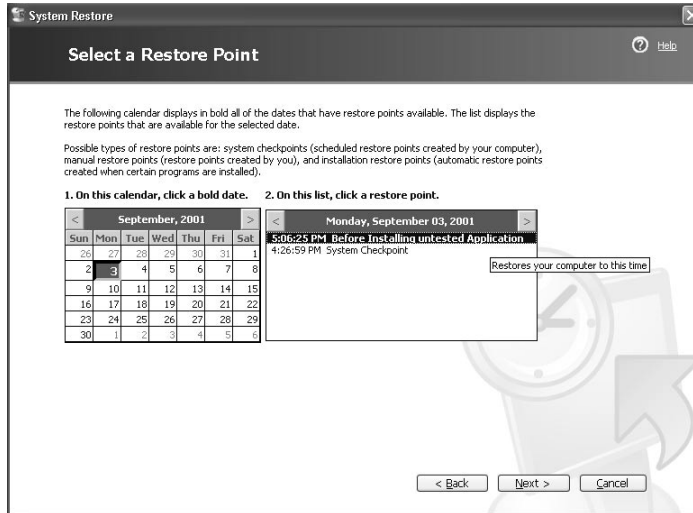 System Restore
Select a Restore Point
Help
The following calendar displays in bold all of the dates that have restore points available. The list displays the
restore points that are available for the selected date.
Possible types of restore points are: system checkpoints (scheduled restore points created by your computer),
manual restore points (restore points created by you), and installation restore points (automatic restore points
created when certain programs are installed).
1. On this calendar, click a bold date.
2. On this list, click a restore point.
< September, 2001 >
Sun Mon Tue Wed Thu Fri Sat
26 27 28 29 30 31 1
2 3 4 5 6 7 8
9 10 11 12 13 14 15
16 17 18 19 20 21 22
23 24 25 26 27 28 29
30 1 2 3 4 5 6
< Monday, September 03, 2001 >
5:06:25 PM Before Installing untested Application
4:26:59 PM System Checkpoint
Restores your computer to this time
< Back
Next >
Cancel